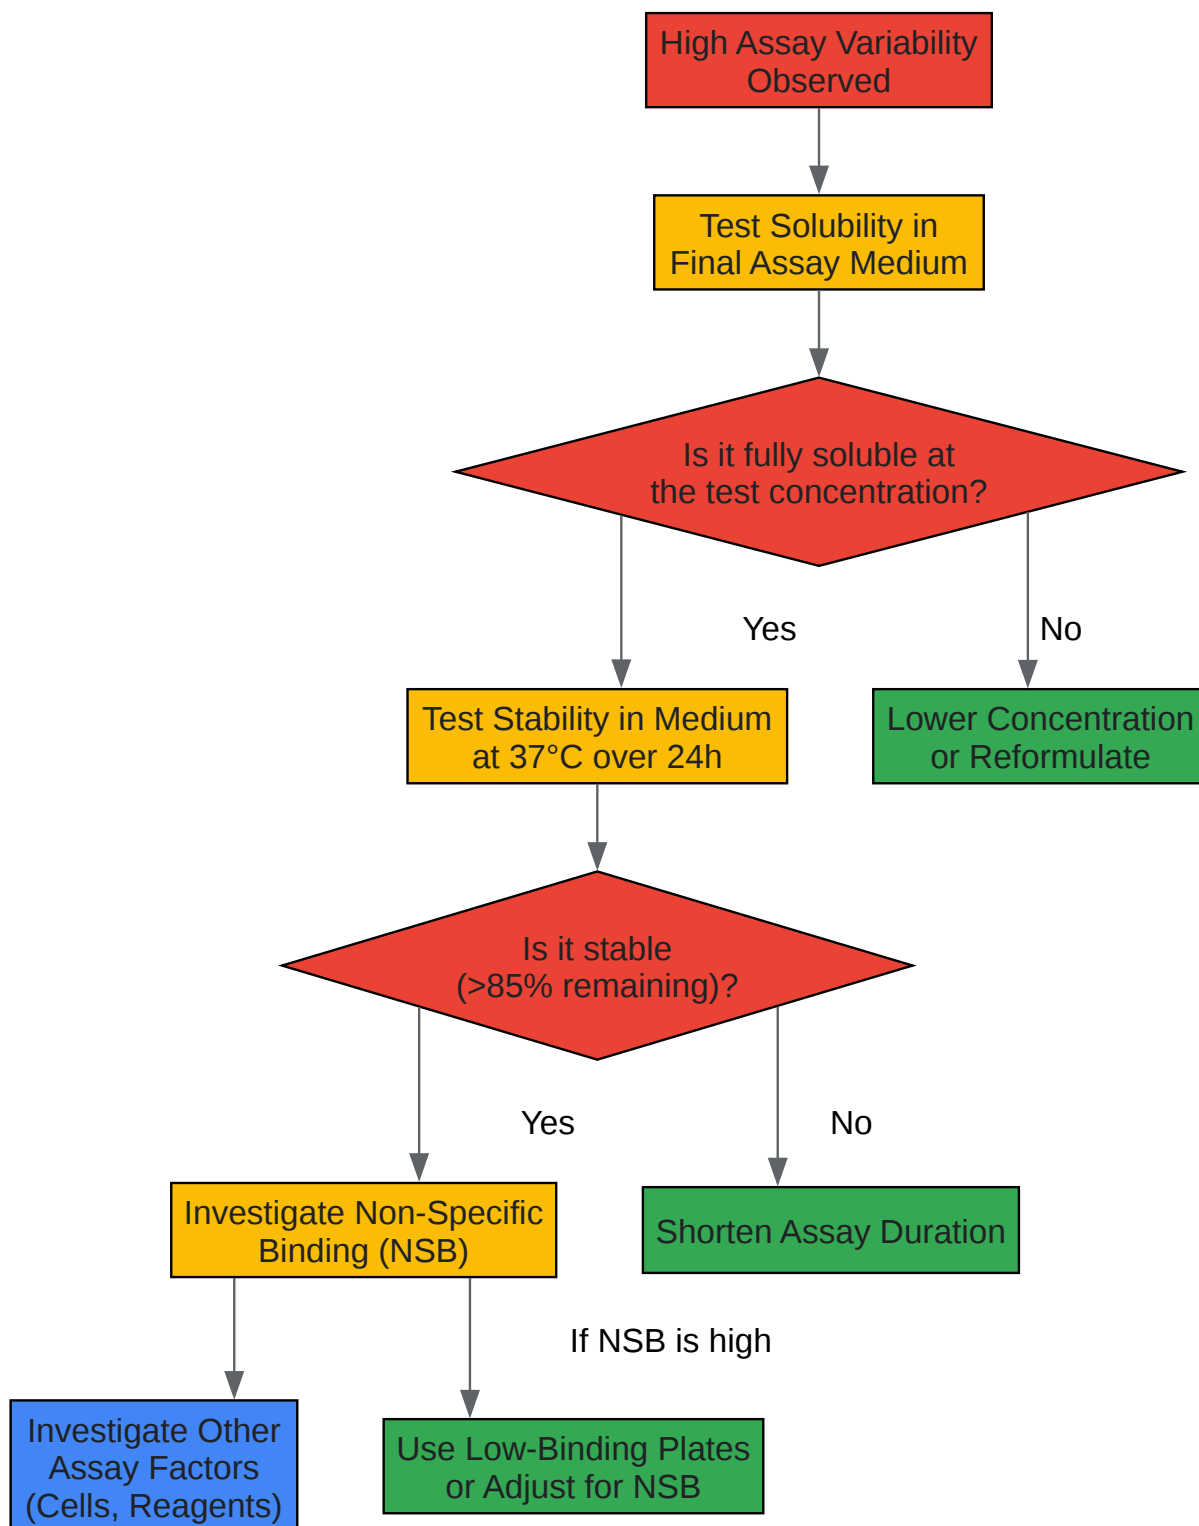 High Assay Variability
Observed
Test Solubility in
Final Assay Medium
Is it fully soluble at
the test concentration?
Yes
No
Test Stability in Medium
at 37°C over 24h
Lower Concentration
or Reformulate
Is it stable
(>85% remaining)?
Yes
No
Investigate Non-Specific
Binding (NSB)
Shorten Assay Duration
If NSB is high
Investigate Other
Assay Factors
(Cells, Reagents)
Use Low-Binding Plates
or Adjust for NSB